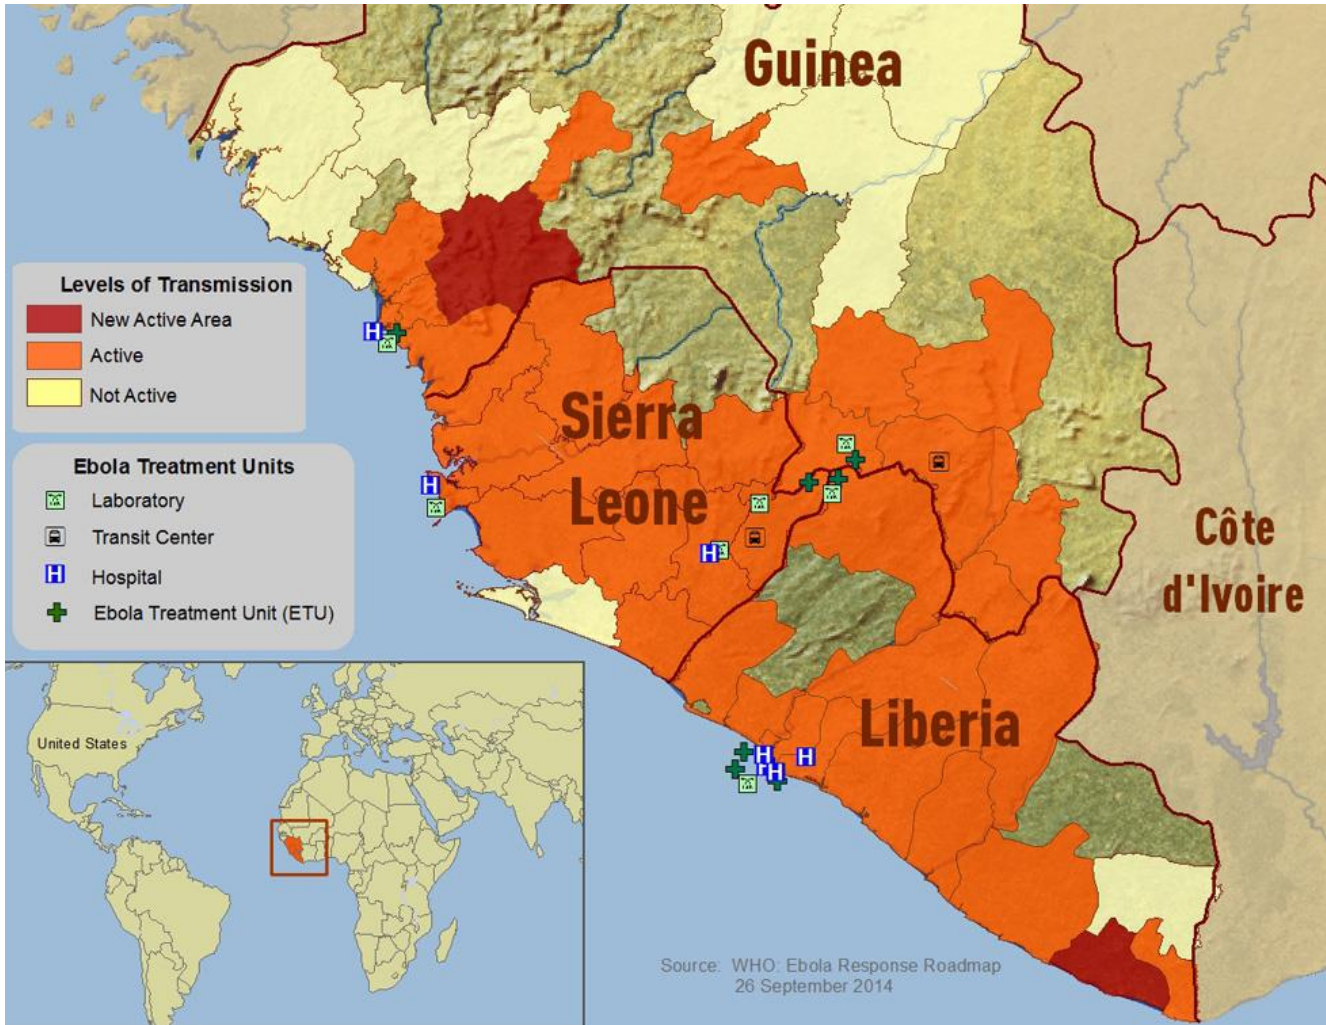 Guinea
Levels of Transmission
New Active Area
Active
Not Active
Sierra
Leone
Ebola Treatment Units
Laboratory
Transit Center
H Hospital
Ebola Treatment Unit (ETU)
Côte
d'Ivoire
Liberia
United States
Source: WHO: Ebola Response Roadmap
26 September 2014
H
H
H
H
H
H